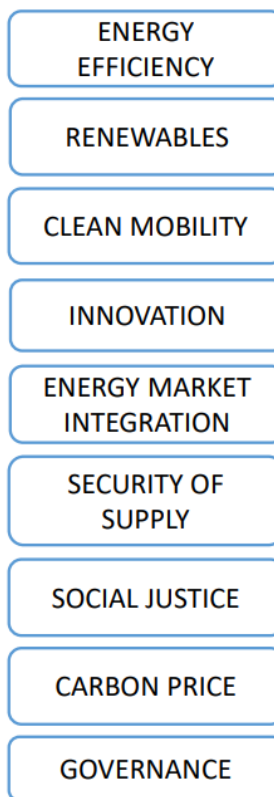 ENERGY
EFFICIENCY
RENEWABLES
CLEAN MOBILITY
INNOVATION
ENERGY MARKET
INTEGRATION
SECURITY OF
SUPPLY
SOCIAL JUSTICE
CARBON PRICE
GOVERNANCE